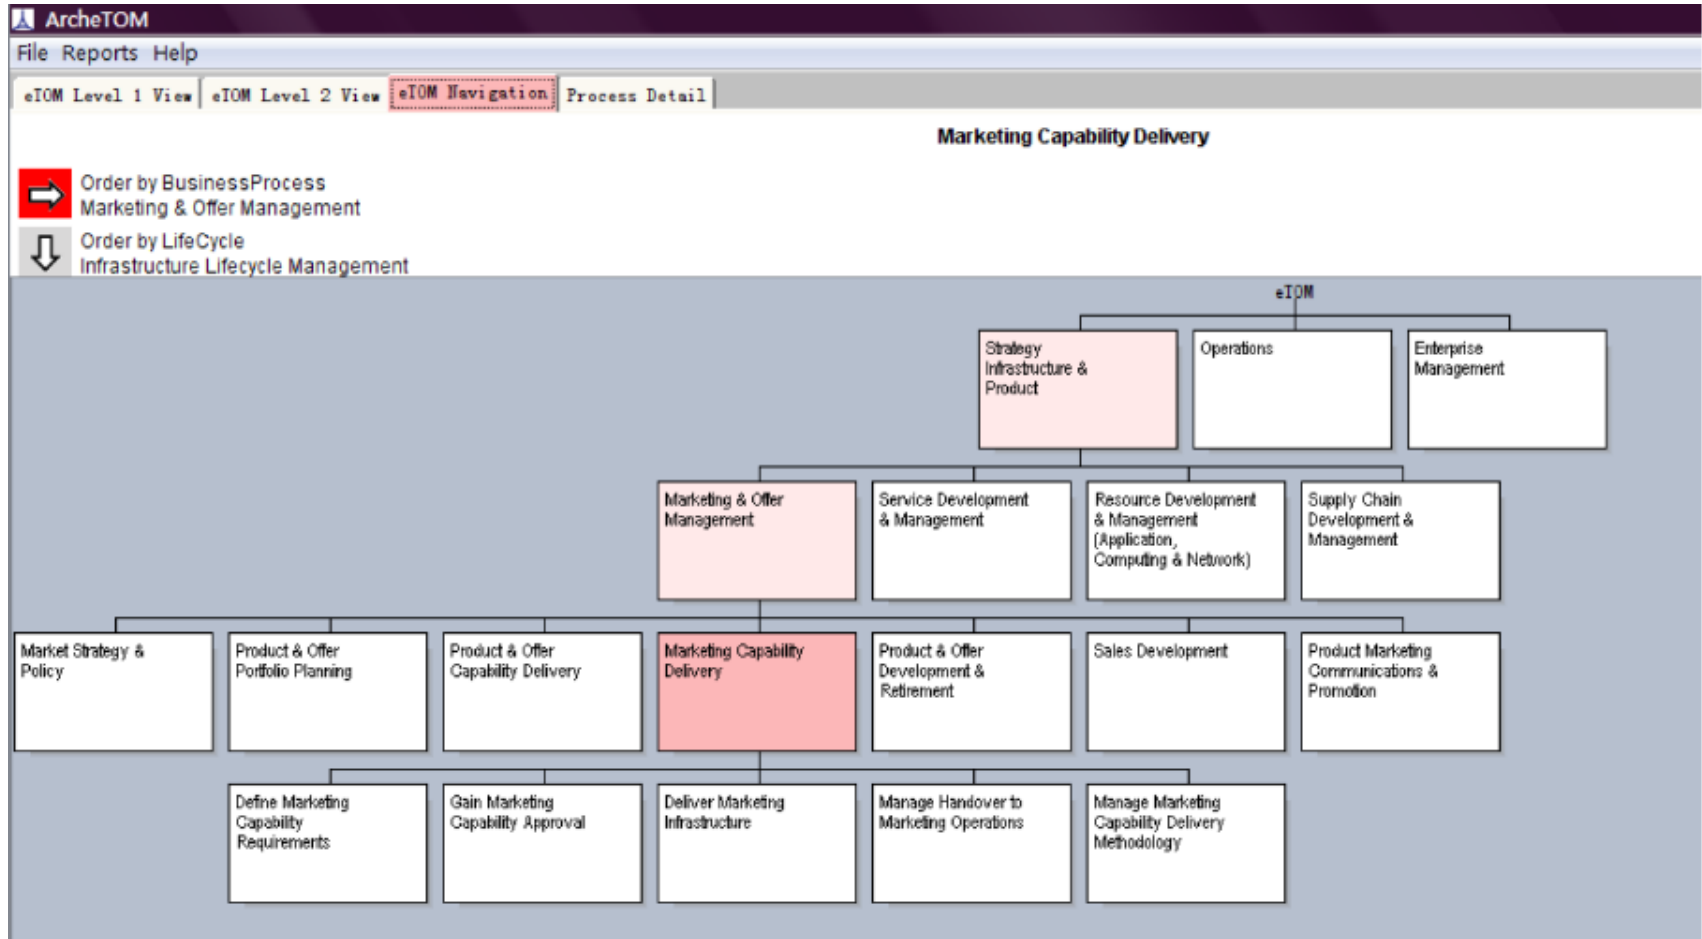 ArcheTOM
File Reports Help
eTOM Level 1 View eTOM Level 2 View eTOM Navigation Process Detail
Marketing Capability Delivery
Order by BusinessProcess
Marketing & Offer Management
Order by LifeCycle
Infrastructure Lifecycle Management
eTOM
Strategy
Infrastructure &
Product
Operations
Enterprise
Management
Marketing & Offer
Management
Service Development
& Management
Resource Development
& Management
(Application,
Computing & Network)
Supply Chain
Development &
Management
Market Strategy &
Policy
Product & Offer
Portfolio Planning
Product & Offer
Capability Delivery
Marketing Capability
Delivery
Product & Offer
Development &
Retirement
Sales Development
Product Marketing
Communications &
Promotion
Define Marketing
Capability
Requirements
Gain Marketing
Capability Approval
Deliver Marketing
Infrastructure
Manage Handover to
Marketing Operations
Manage Marketing
Capability Delivery
Methodology